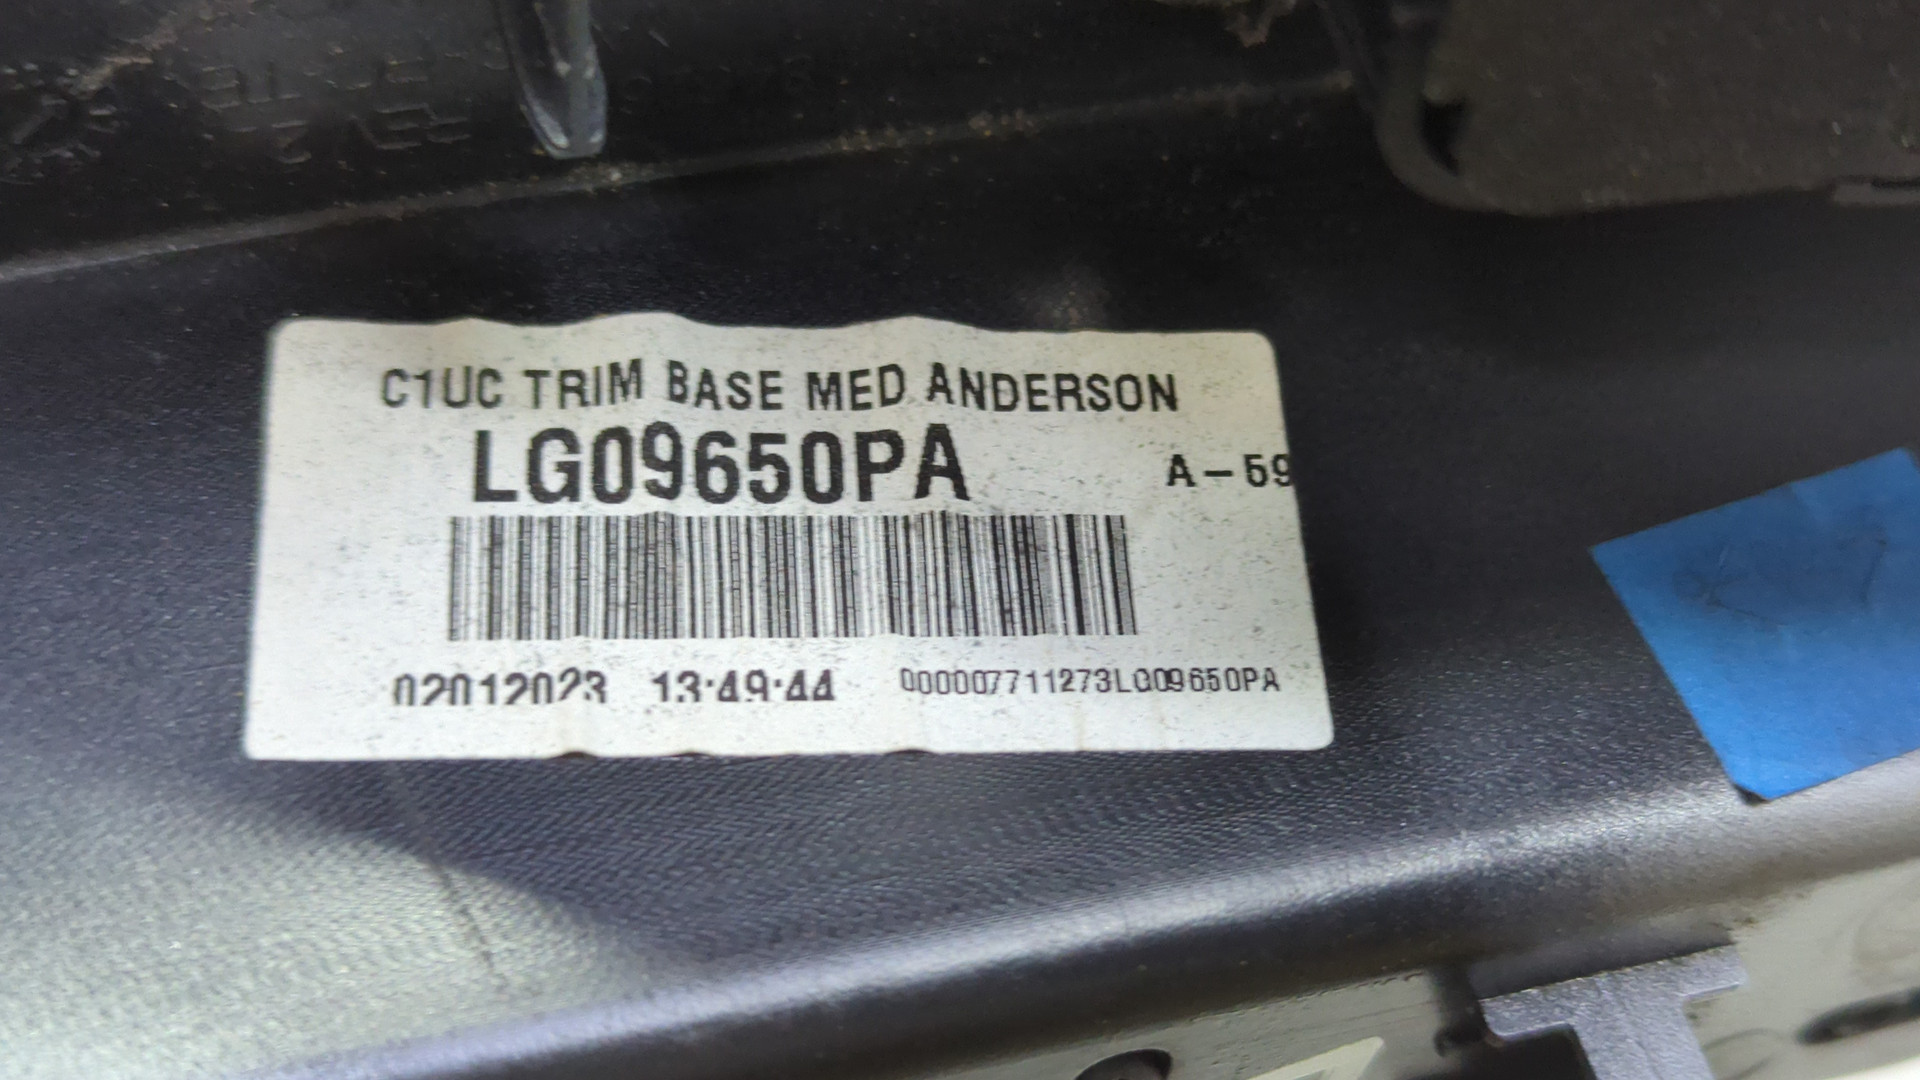 C1UC TRIM BASE MED ANDERSON
LG09650PA
A-59
02012023 13:49:44 000007711273LG09650PA